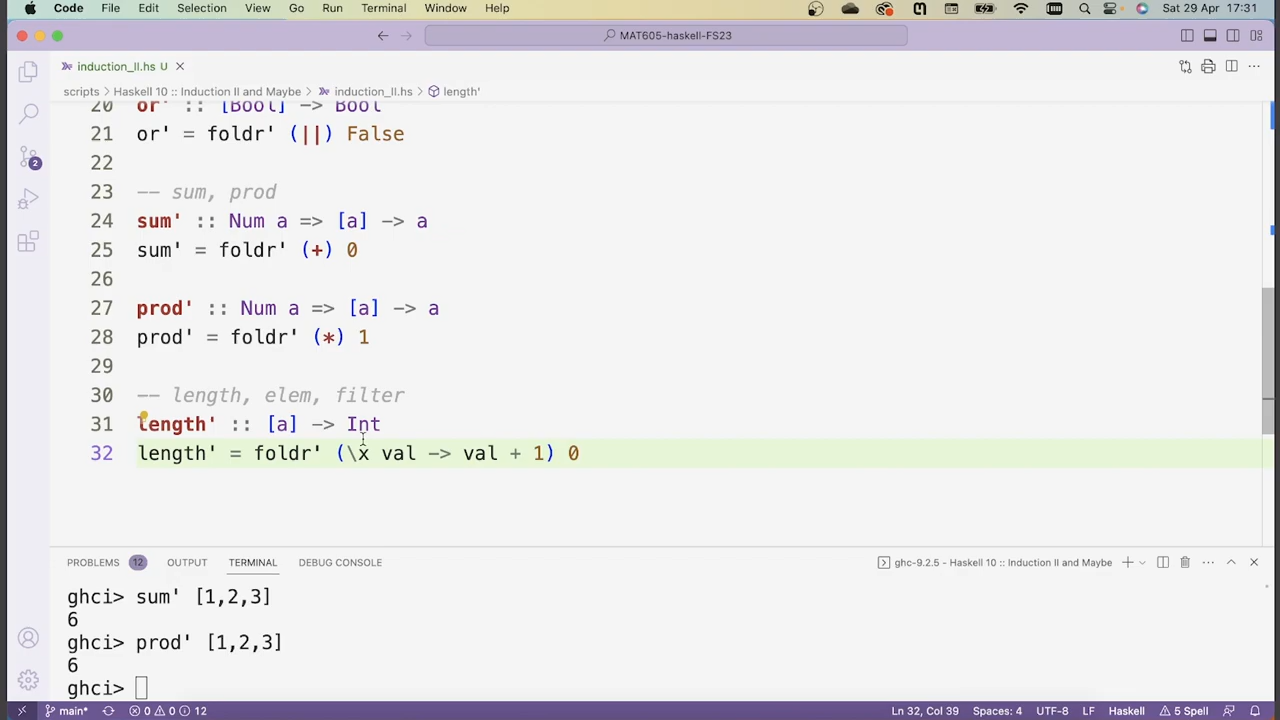 Code File Edit Selection View Go Run Terminal Window Help Sat 29 Apr 17:31
MAT605-haskell-FS23
induction_II.hs U
scripts > Haskell 10 :: Induction II and Maybe > induction_II.hs > length'
20 or' :: [Bool] -> Bool
21 or' = foldr' (||) False
22
23 -- sum, prod
24 sum' :: Num a => [a] -> a
25 sum' = foldr' (+) 0
26
27 prod' :: Num a => [a] -> a
28 prod' = foldr' (*) 1
29
30 -- length, elem, filter
31 length' :: [a] -> Int
32 length' = foldr' (\x val -> val + 1) 0
PROBLEMS 12 OUTPUT TERMINAL DEBUG CONSOLE ghc-9.2.5 - Haskell 10 :: Induction II and Maybe
ghci> sum' [1,2,3]
6
ghci> prod' [1,2,3]
6
ghci>
main* 0 0 12 Ln 32, Col 39 Spaces: 4 UTF-8 LF Haskell 5 Spell